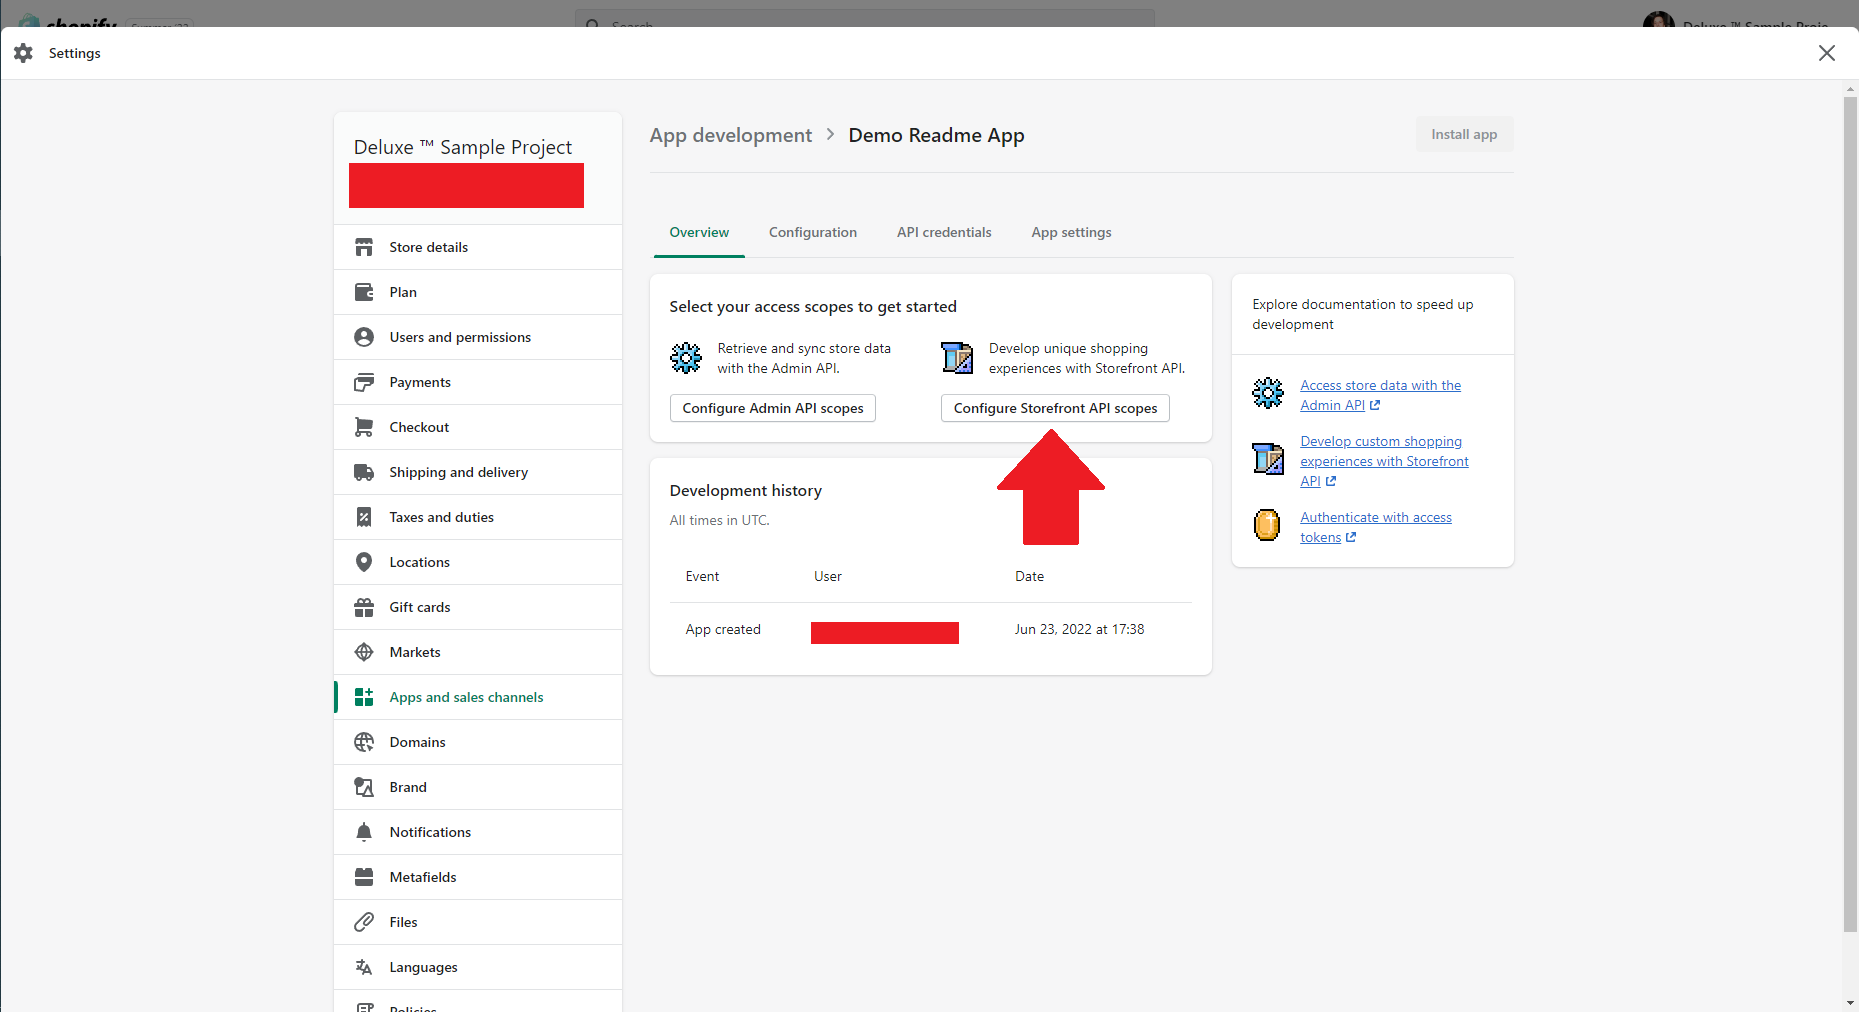 shopify
Search
Deluxe ™ Sample Proje
Settings
Deluxe ™ Sample Project
Store details
Plan
Users and permissions
Payments
Checkout
Shipping and delivery
Taxes and duties
Locations
Gift cards
Markets
Apps and sales channels
Domains
Brand
Notifications
Metafields
Files
Languages
Policies
App development > Demo Readme App
Install app
Overview
Configuration
API credentials
App settings
Select your access scopes to get started
Retrieve and sync store data
with the Admin API.
Configure Admin API scopes
Develop unique shopping
experiences with Storefront API.
Configure Storefront API scopes
Development history
All times in UTC.
Event User Date
App created Jun 23, 2022 at 17:38
Explore documentation to speed up
development
Access store data with the
Admin API
Develop custom shopping
experiences with Storefront
API
Authenticate with access
tokens